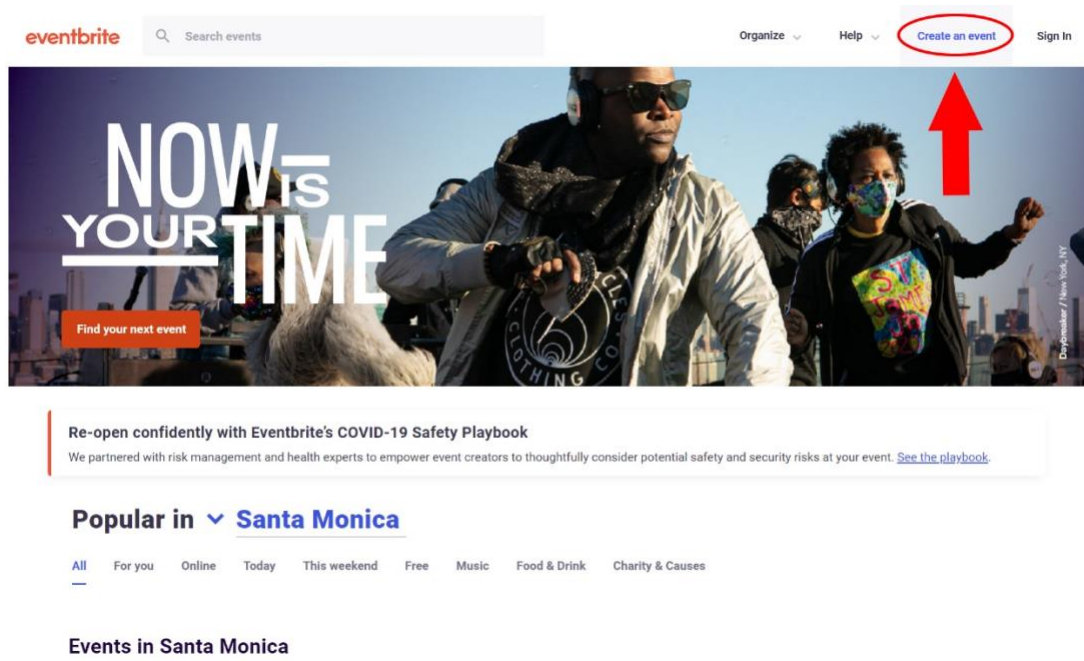 eventbrite
Search events
Organize
Help
Create an event
Sign In
NOW IS
YOUR TIME
Find your next event
CLES
CLOTHING CO
Daybreaker / New York, NY
Re-open confidently with Eventbrite's COVID-19 Safety Playbook
We partnered with risk management and health experts to empower event creators to thoughtfully consider potential safety and security risks at your event. See the playbook.
Popular in Santa Monica
All For you Online Today This weekend Free Music Food & Drink Charity & Causes
Events in Santa Monica